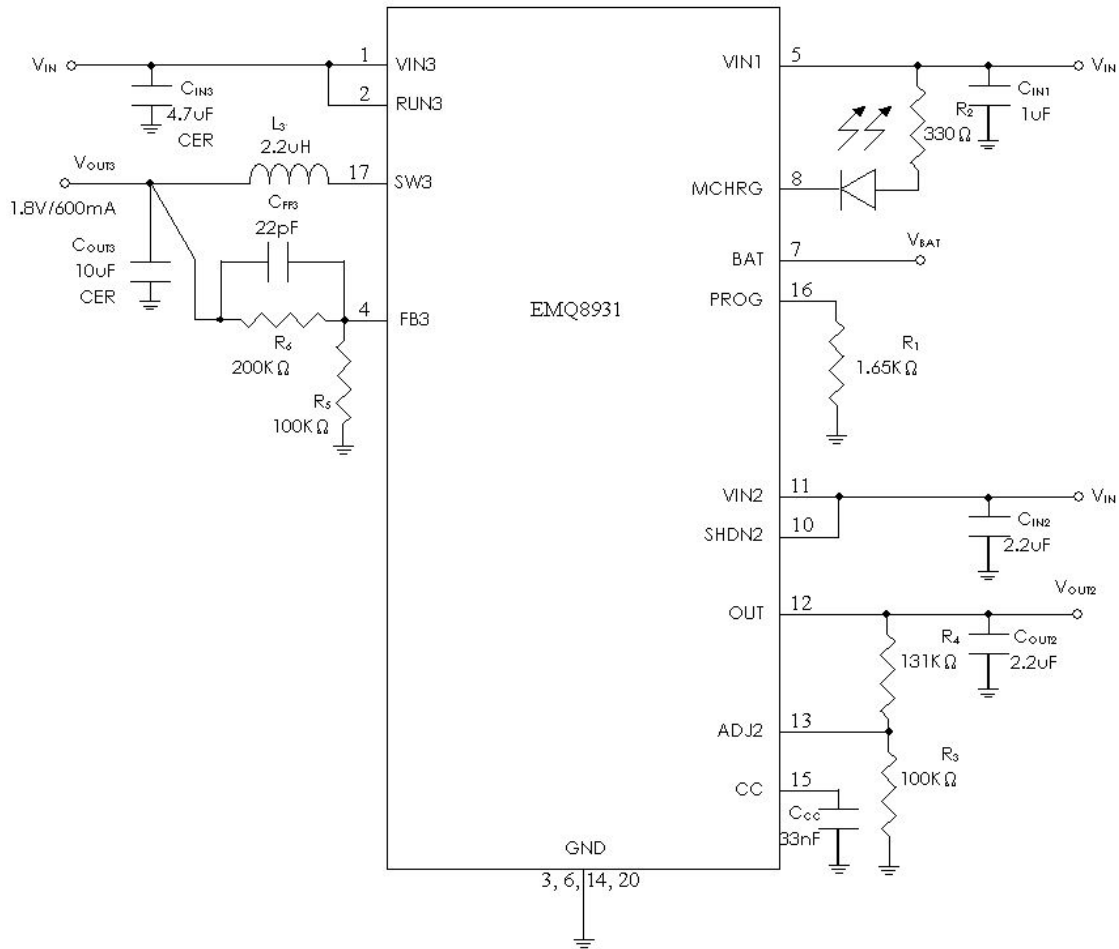 VIN
CIN3
4.7uF
CER
1
VIN3
2
RUN3
L3
2.2uH
VOUT3
1.8V/600mA
17
SW3
CFF3
22pF
COUT3
10uF
CER
4
FB3
R6
200KΩ
R5
100KΩ
EMQ8931
VIN1
5
VIN
CIN1
1uF
R2
330Ω
MCHRG
8
BAT
7
VBAT
PROG
16
R1
1.65KΩ
VIN2
11
VIN
SHDN2
10
CIN2
2.2uF
OUT
12
VOUT2
R4
131KΩ
COUT2
2.2uF
ADJ2
13
R3
100KΩ
CC
15
CCC
33nF
GND
3, 6, 14, 20